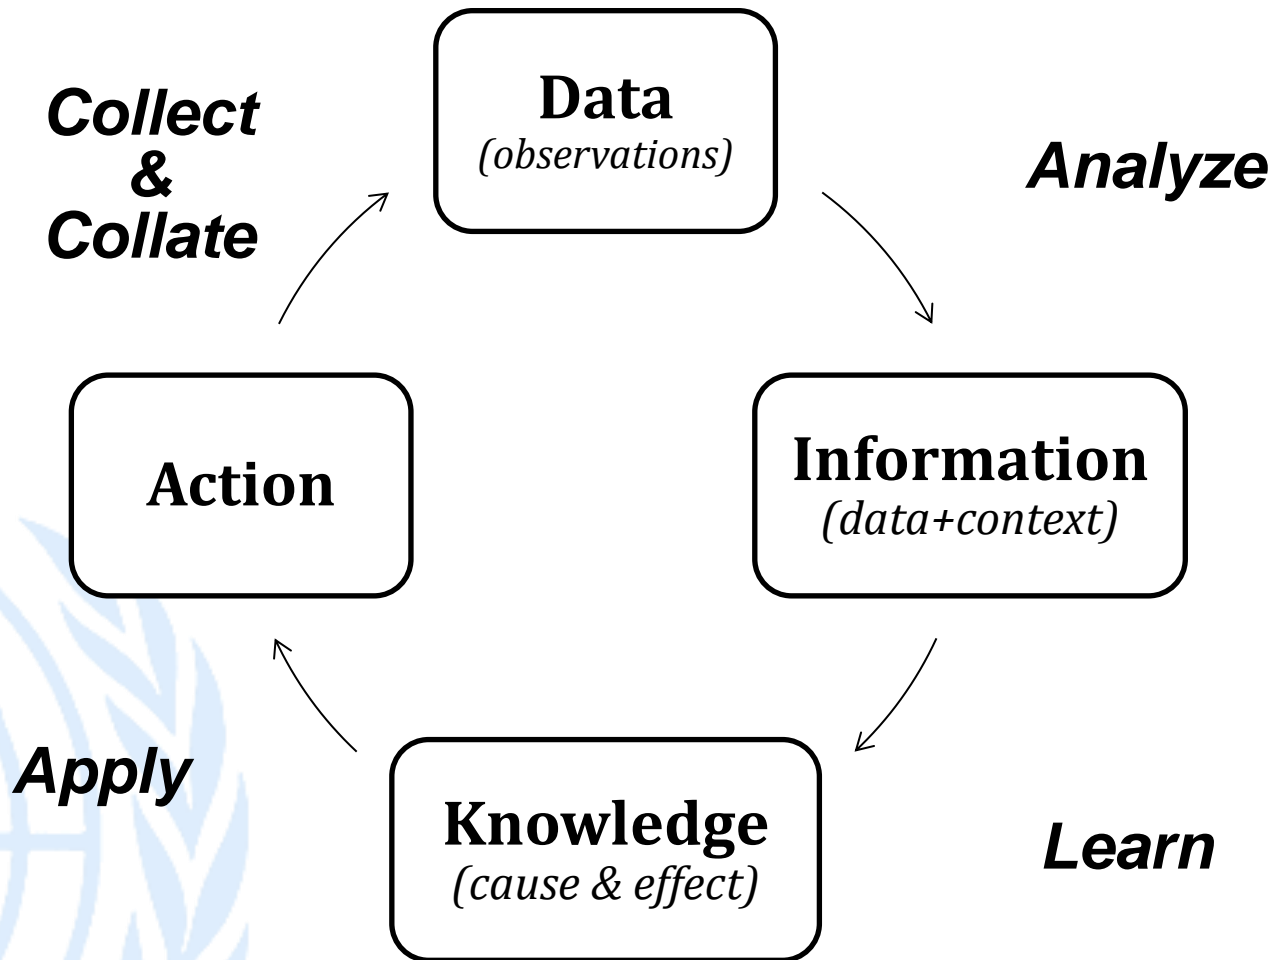 Collect
&
Collate
Data
(observations)
Analyze
Action
Information
(data+context)
Apply
Knowledge
(cause & effect)
Learn